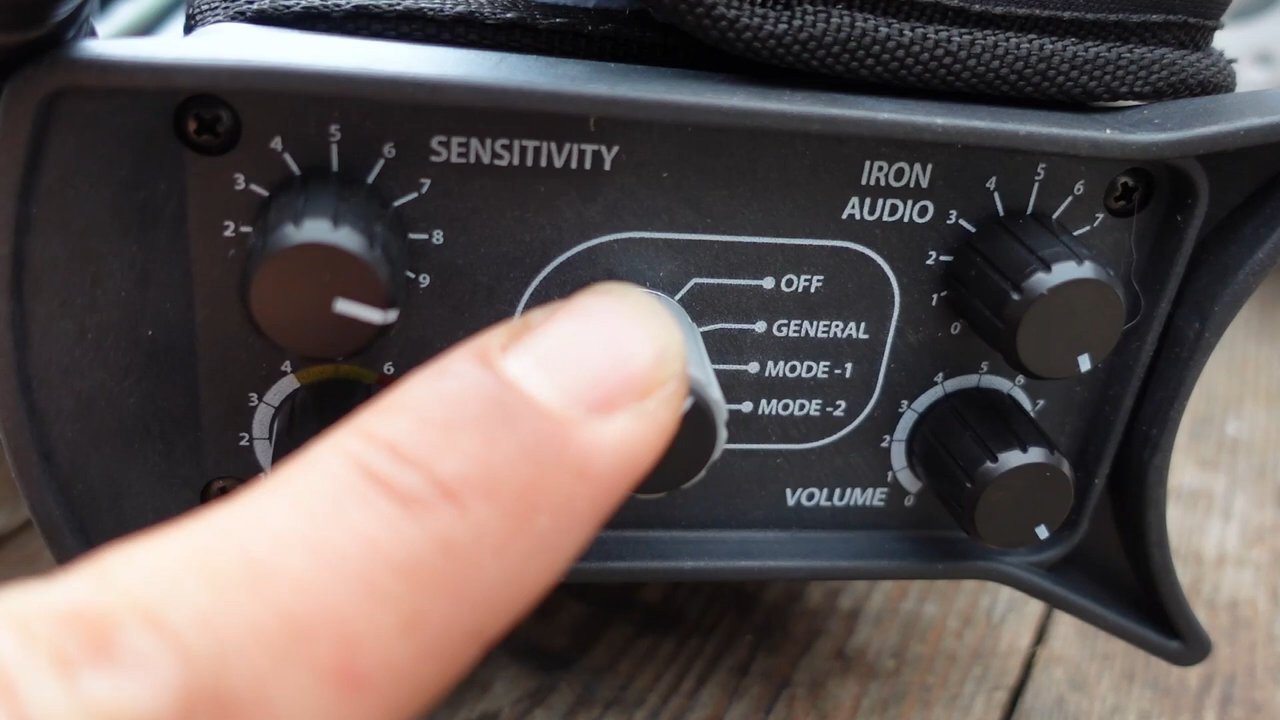 SENSITIVITY
2 3 4 5 6 7 8 9
2 3 4 6
OFF
GENERAL
MODE -1
MODE -2
IRON
AUDIO
0 1 2 3 4 5 6 7
VOLUME
0 1 2 3 4 5 6 7